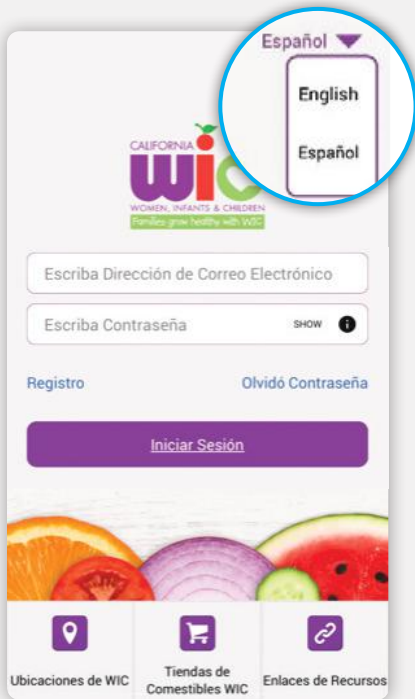 Español
English
Español
CALIFORNIA
WIC
WOMEN, INFANTS & CHILDREN
Families grow healthy with WIC
Escriba Dirección de Correo Electrónico
Escriba Contraseña SHOW
Registro Olvidó Contraseña
Iniciar Sesión
Ubicaciones de WIC
Tiendas de
Comestibles WIC
Enlaces de Recursos